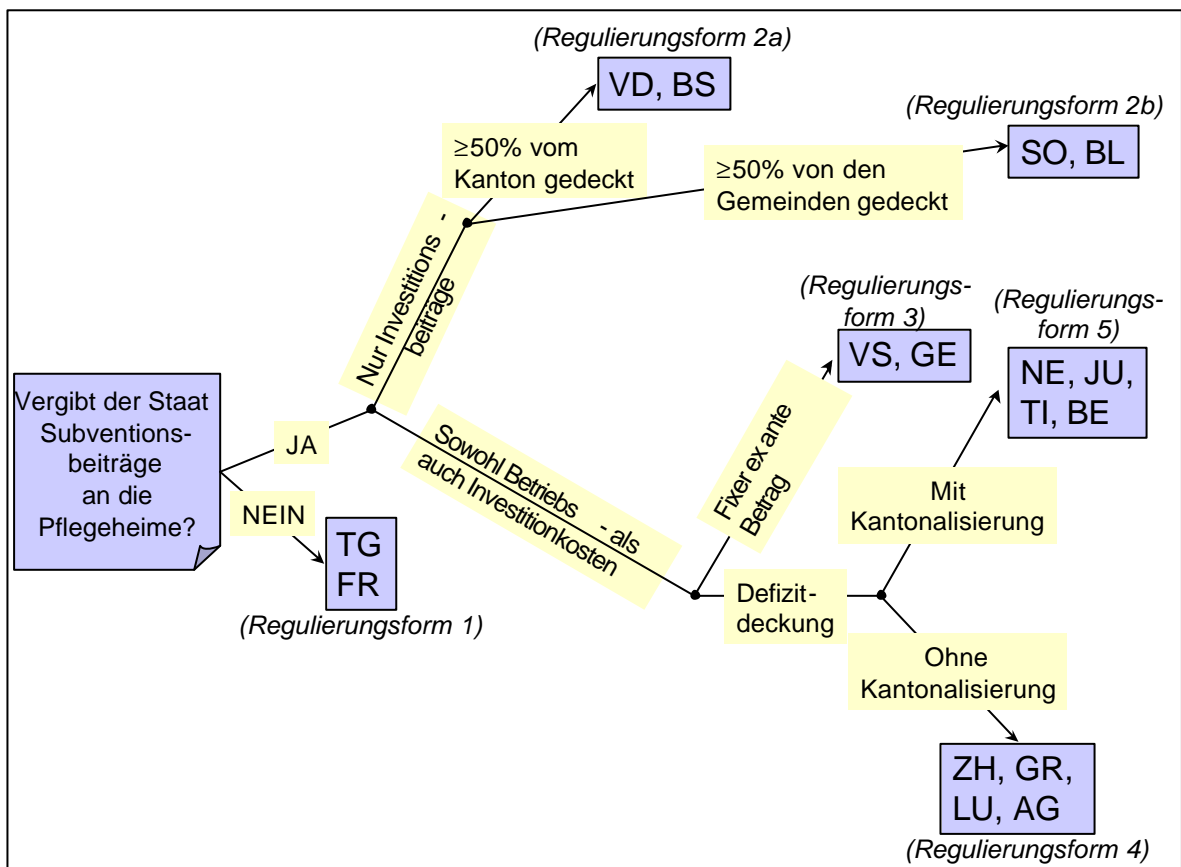 (Regulierungsform 2a)
VD, BS
(Regulierungsform 2b)
SO, BL
≥50% vom
Kanton gedeckt
≥50% von den
Gemeinden gedeckt
Nur Investitions -
beiträge
(Regulierungs-
form 3)
VS, GE
(Regulierungs-
form 5)
NE, JU,
TI, BE
Vergibt der Staat
Subventions-
beiträge
an die
Pflegeheime?
JA
NEIN
TG
FR
(Regulierungsform 1)
Sowohl Betriebs - als
auch Investitionkosten
Fixer ex ante
Betrag
Mit
Kantonalisierung
Defizit-
deckung
Ohne
Kantonalisierung
ZH, GR,
LU, AG
(Regulierungsform 4)